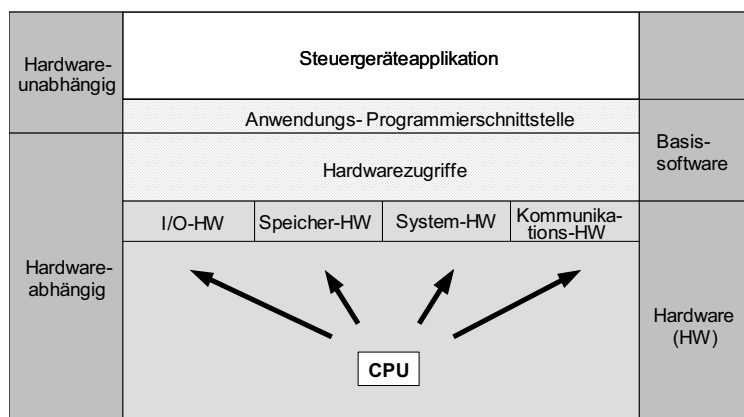 Hardware-
unabhängig
Steuergeräteapplikation
Anwendungs- Programmierschnittstelle
Basis-
software
Hardwarezugriffe
I/O-HW
Speicher-HW
System-HW
Kommunika-
tions-HW
Hardware-
abhängig
Hardware
(HW)
CPU